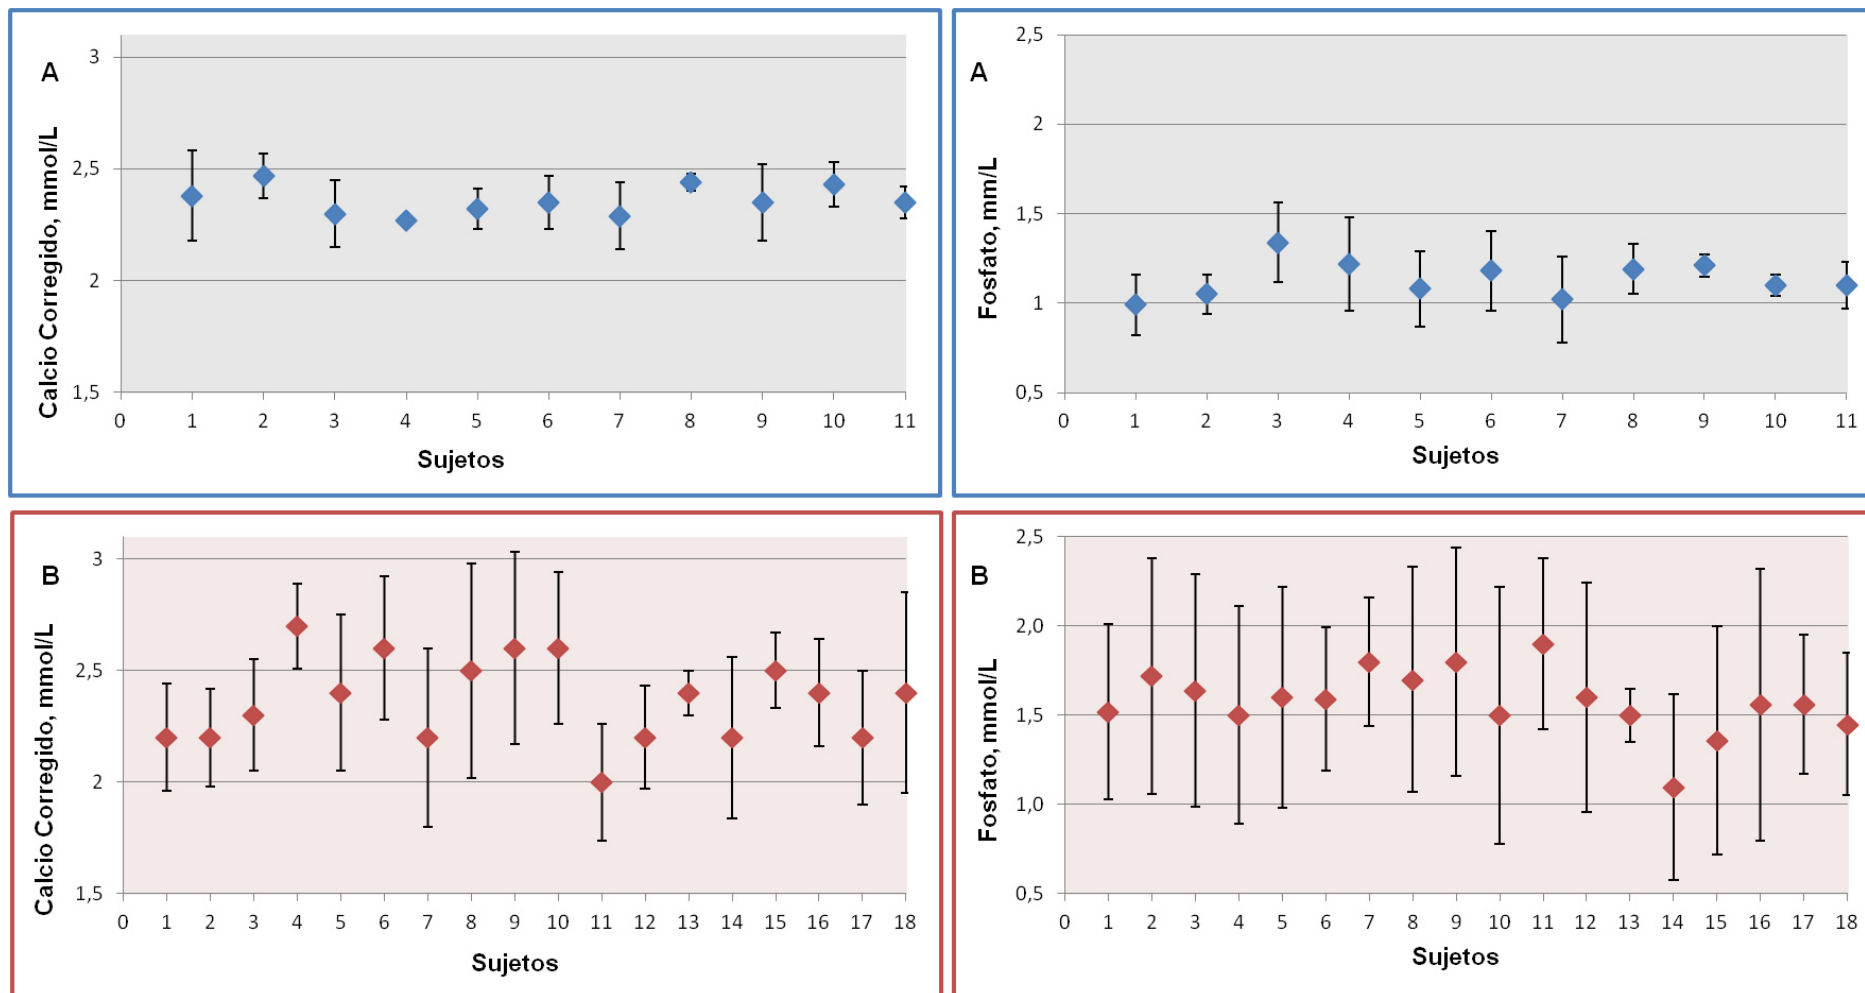 A
Calcio Corregido, mmol/L
3
2,5
2
1,5
0 1 2 3 4 5 6 7 8 9 10 11
Sujetos
A
Fosfato, mm/L
2,5
2
1,5
1
0,5
0 1 2 3 4 5 6 7 8 9 10 11
Sujetos
B
Calcio Corregido, mmol/L
3
2,5
2
1,5
0 1 2 3 4 5 6 7 8 9 10 11 12 13 14 15 16 17 18
Sujetos
B
Fosfato, mmol/L
2,5
2,0
1,5
1,0
0,5
0 1 2 3 4 5 6 7 8 9 10 11 12 13 14 15 16 17 18
Sujetos